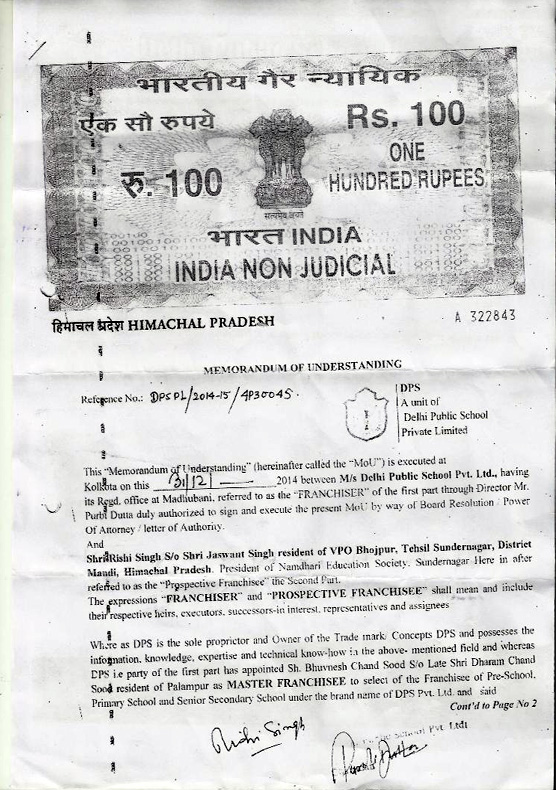 भारतीय गैर न्यायिक
एक सौ रुपये
Rs. 100
रु. 100
ONE
HUNDRED RUPEES
सत्यमेव जयते
भारत INDIA
INDIA NON JUDICIAL
हिमाचल प्रदेश HIMACHAL PRADESH
A 322843
MEMORANDUM OF UNDERSTANDING
Reference No.: DPSPL/2014-15/4P30045.
DPS
A unit of
Delhi Public School
Private Limited
This "Memorandum of Understanding" (hereinafter called the "MoU") is executed at
Kolkota on this 31/12/ 2014 between M/s Delhi Public School Pvt. Ltd., having
its Regd. office at Madhubani, referred to as the "FRANCHISER" of the first part through Director Mr.
Purbi Dutta duly authorized to sign and execute the present MoU by way of Board Resolution / Power
Of Attorney / letter of Authority.
And
Shri Rishi Singh S/o Shri Jaswant Singh resident of VPO Bhojpur, Tehsil Sundernagar, District
Mandi, Himachal Pradesh. President of Namdhari Education Society, Sundernagar Here in after
referred to as the "Prospective Franchisee" the Second Part.
The expressions "FRANCHISER" and "PROSPECTIVE FRANCHISEE" shall mean and include
their respective heirs, executors, successors-in interest, representatives and assignees
Where as DPS is the sole proprietor and Owner of the Trade mark/ Concepts DPS and possesses the
information, knowledge, expertise and technical know-how in the above- mentioned field and whereas
DPS i.e party of the first part has appointed Sh. Bhuvnesh Chand Sood S/o Late Shri Dharam Chand
Sood resident of Palampur as MASTER FRANCHISEE to select of the Franchisee of Pre-School,
Primary School and Senior Secondary School under the brand name of DPS Pvt. Ltd. and said
Cont'd to Page No 2
Rishi Singh
School Pvt. Ltd.